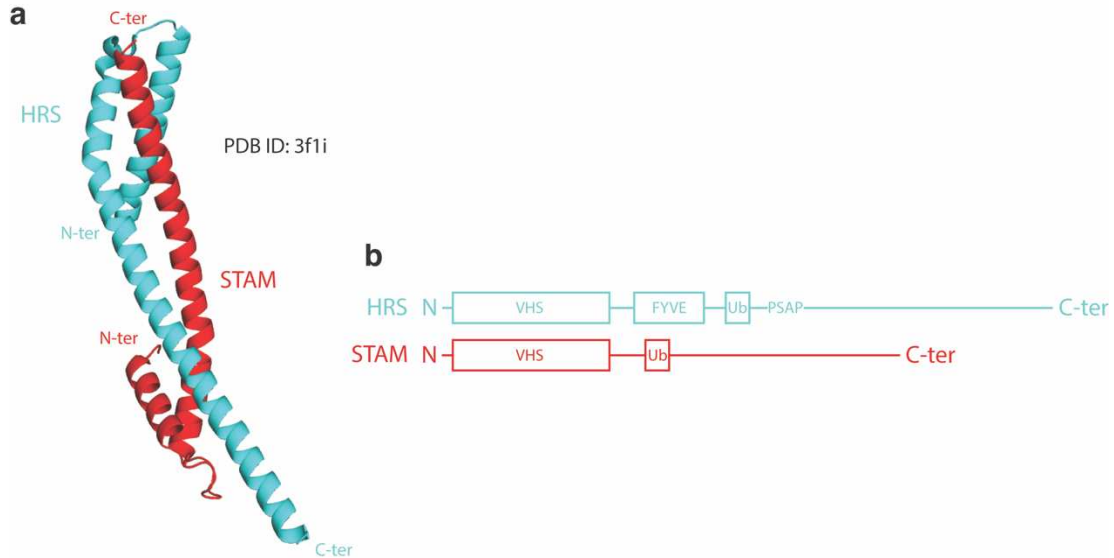 a
C-ter
HRS
PDB ID: 3f1i
N-ter
STAM
N-ter
C-ter
b
HRS N VHS FYVE Ub PSAP C-ter
STAM N VHS Ub C-ter